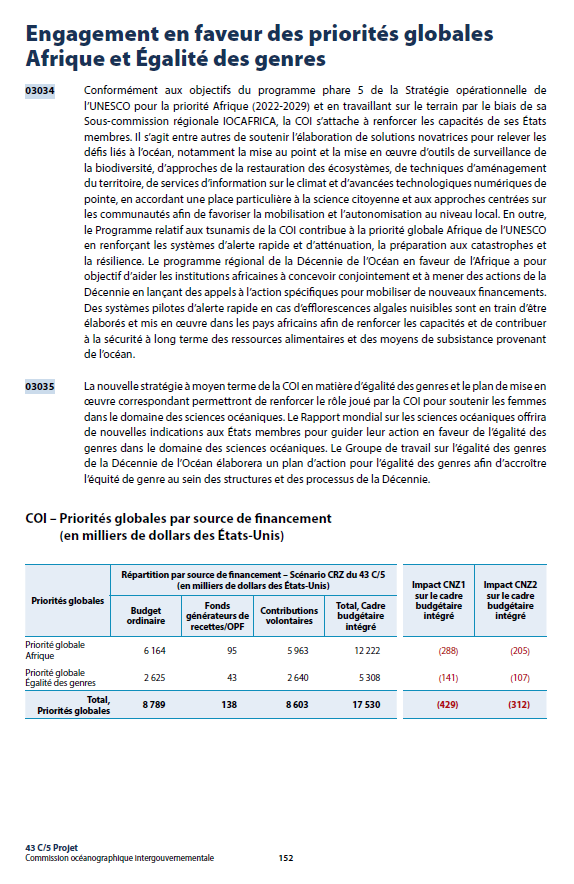 Engagement en faveur des priorités globales
Afrique et Égalité des genres
03034 Conformément aux objectifs du programme phare 5 de la Stratégie opérationnelle de
l'UNESCO pour la priorité Afrique (2022-2029) et en travaillant sur le terrain par le biais de sa
Sous-commission régionale IOCAFRICA, la COI s'attache à renforcer les capacités de ses États
membres. Il s'agit entre autres de soutenir l'élaboration de solutions novatrices pour relever les
défis liés à l'océan, notamment la mise au point et la mise en œuvre d'outils de surveillance de
la biodiversité, d'approches de la restauration des écosystèmes, de techniques d'aménagement
du territoire, de services d'information sur le climat et d'avancées technologiques numériques de
pointe, en accordant une place particulière à la science citoyenne et aux approches centrées sur
les communautés afin de favoriser la mobilisation et l'autonomisation au niveau local. En outre,
le Programme relatif aux tsunamis de la COI contribue à la priorité globale Afrique de l'UNESCO
en renforçant les systèmes d'alerte rapide et d'atténuation, la préparation aux catastrophes et
la résilience. Le programme régional de la Décennie de l'Océan en faveur de l'Afrique a pour
objectif d'aider les institutions africaines à concevoir conjointement et à mener des actions de la
Décennie en lançant des appels à l'action spécifiques pour mobiliser de nouveaux financements.
Des systèmes pilotes d'alerte rapide en cas d'efflorescences algales nuisibles sont en train d'être
élaborés et mis en œuvre dans les pays africains afin de renforcer les capacités et de contribuer
à la sécurité à long terme des ressources alimentaires et des moyens de subsistance provenant
de l'océan.
03035 La nouvelle stratégie à moyen terme de la COI en matière d'égalité des genres et le plan de mise en
œuvre correspondant permettront de renforcer le rôle joué par la COI pour soutenir les femmes
dans le domaine des sciences océaniques. Le Rapport mondial sur les sciences océaniques offrira
de nouvelles indications aux États membres pour guider leur action en faveur de l'égalité des
genres dans le domaine des sciences océaniques. Le Groupe de travail sur l'égalité des genres
de la Décennie de l'Océan élaborera un plan d'action pour l'égalité des genres afin d'accroître
l'équité de genre au sein des structures et des processus de la Décennie.
COI – Priorités globales par source de financement
(en milliers de dollars des États-Unis)
Priorités globales
Répartition par source de financement – Scénario CRZ du 43 C/5
(en milliers de dollars des États-Unis)
Budget
ordinaire
Fonds
générateurs de
recettes/OPF
Contributions
volontaires
Total, Cadre
budgétaire
intégré
Impact CNZ1
sur le cadre
budgétaire
intégré
Impact CNZ2
sur le cadre
budgétaire
intégré
Priorité globale
Afrique 6 164 95 5 963 12 222 (288) (205)
Priorité globale
Égalité des genres 2 625 43 2 640 5 308 (141) (107)
Total,
Priorités globales 8 789 138 8 603 17 530 (429) (312)
43 C/5 Projet
Commission océanographique intergouvernementale 152